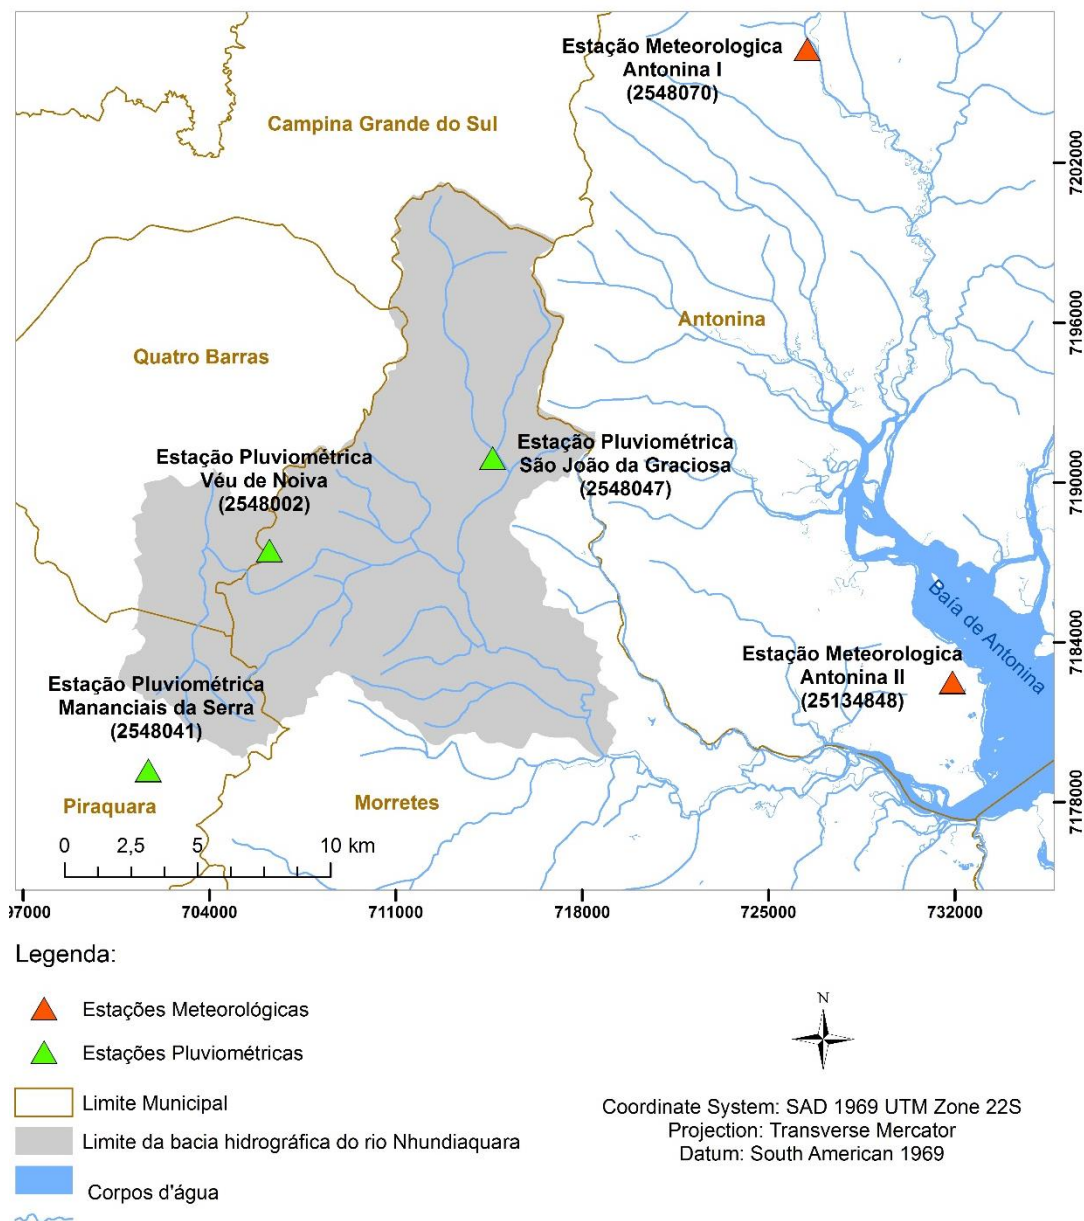 Estação Meteorologica
Antonina I
(2548070)
Campina Grande do Sul
7202000
Antonina
7196000
Quatro Barras
Estação Pluviométrica
São João da Graciosa
(2548047)
Estação Pluviométrica
Véu de Noiva
(2548002)
7190000
Baía de Antonina
7184000
Estação Meteorologica
Antonina II
(25134848)
Estação Pluviométrica
Mananciais da Serra
(2548041)
Piraquara
Morretes
7178000
0 2,5 5 10 km
97000 704000 711000 718000 725000 732000
Legenda:
Estações Meteorológicas
Estações Pluviométricas
Limite Municipal
Limite da bacia hidrográfica do rio Nhundiaquara
Corpos d'água
N
Coordinate System: SAD 1969 UTM Zone 22S
Projection: Transverse Mercator
Datum: South American 1969